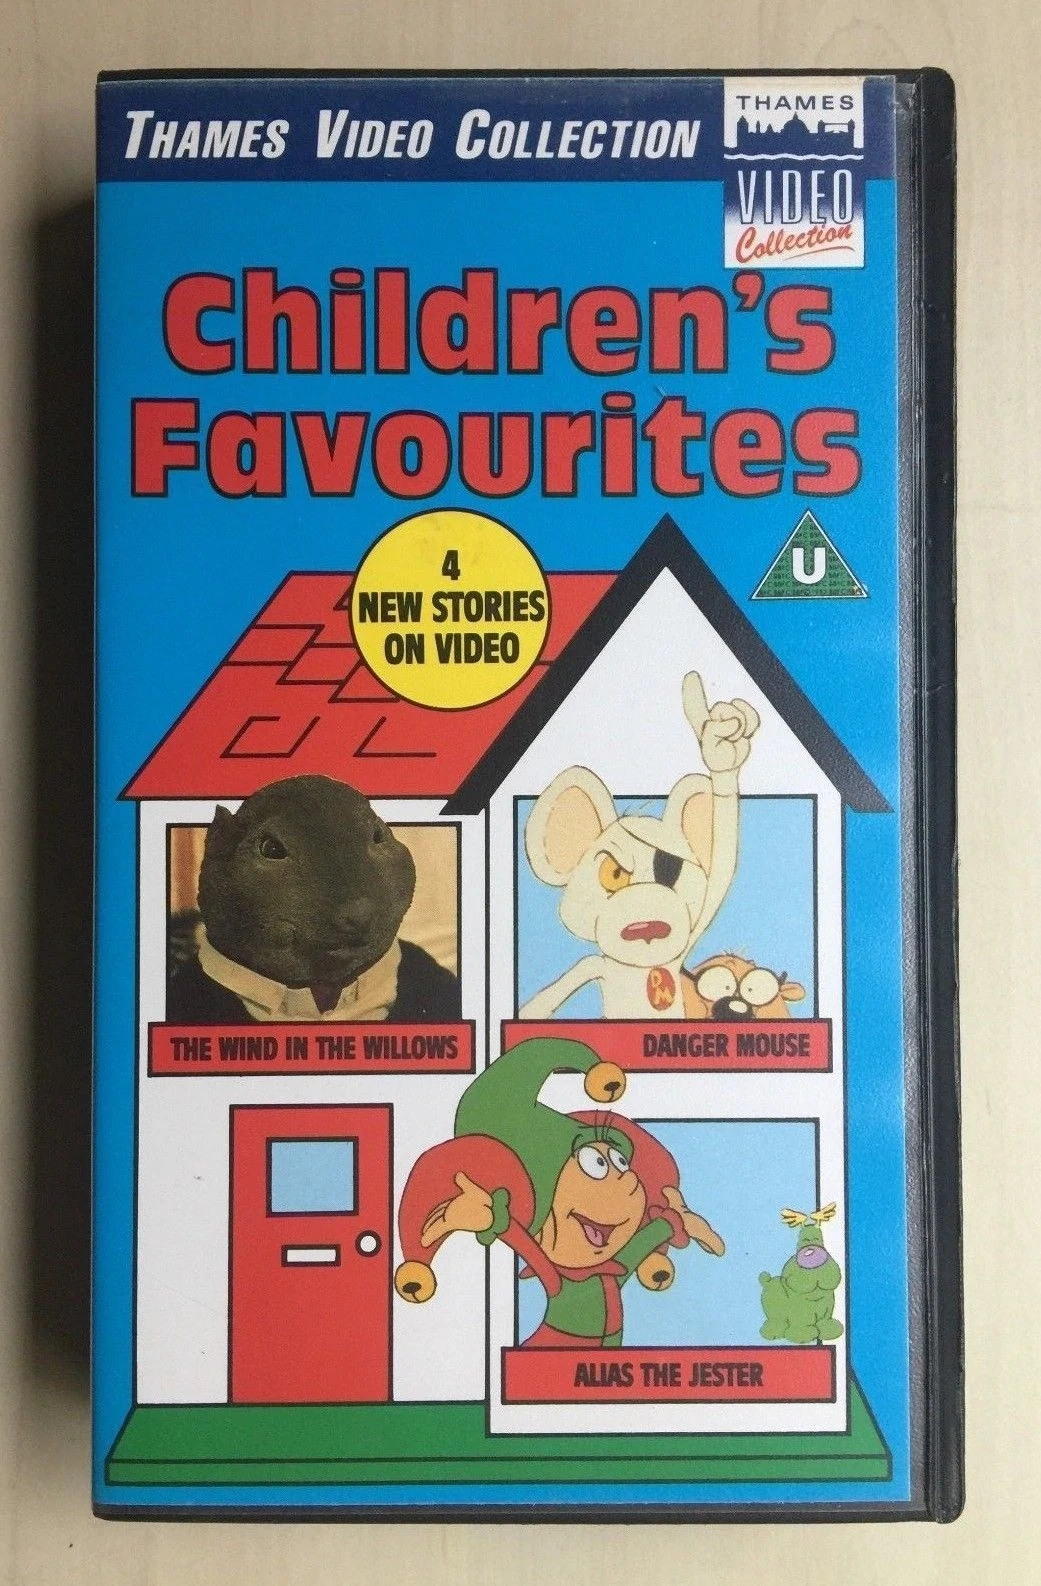 THAMES VIDEO COLLECTION
THAMES
VIDEO
Collection
Children's
Favourites
4
NEW STORIES
ON VIDEO
U
DM
THE WIND IN THE WILLOWS
DANGER MOUSE
ALIAS THE JESTER